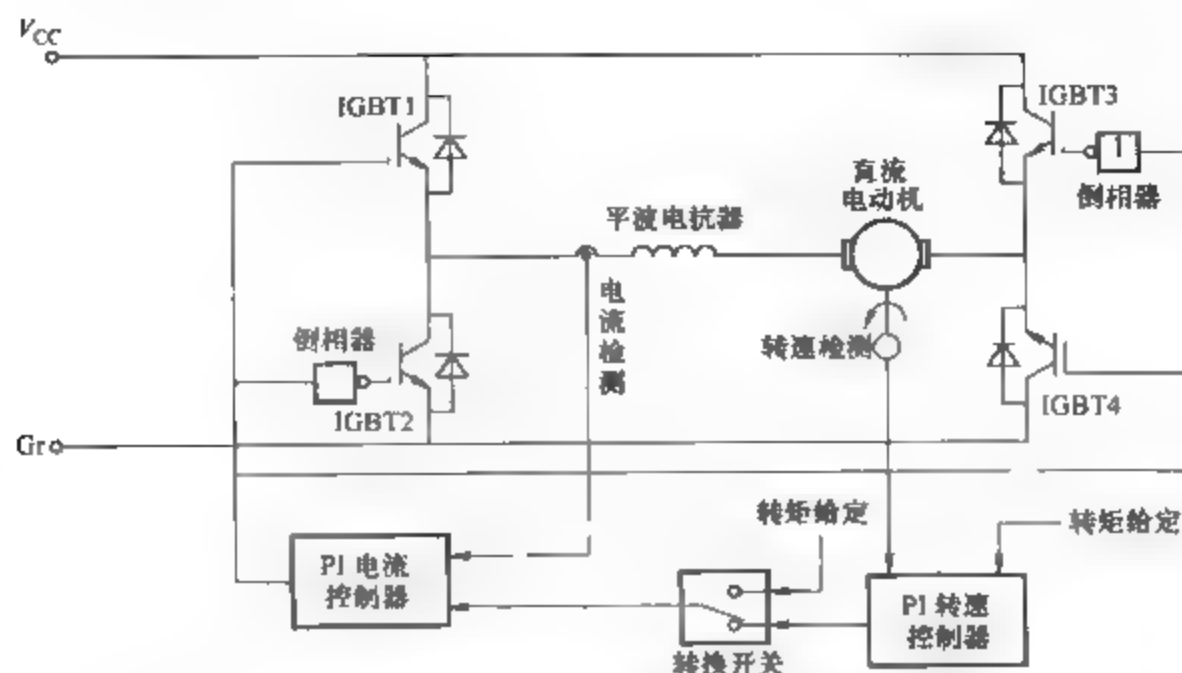 VCC
IGBT1
IGBT3
1
倒相器
直流
电动机
平波电抗器
电流检测
转速检测
倒相器
IGBT2
IGBT4
Gr
转矩给定
转矩给定
PI 电流
控制器
PI 转速
控制器
转换开关